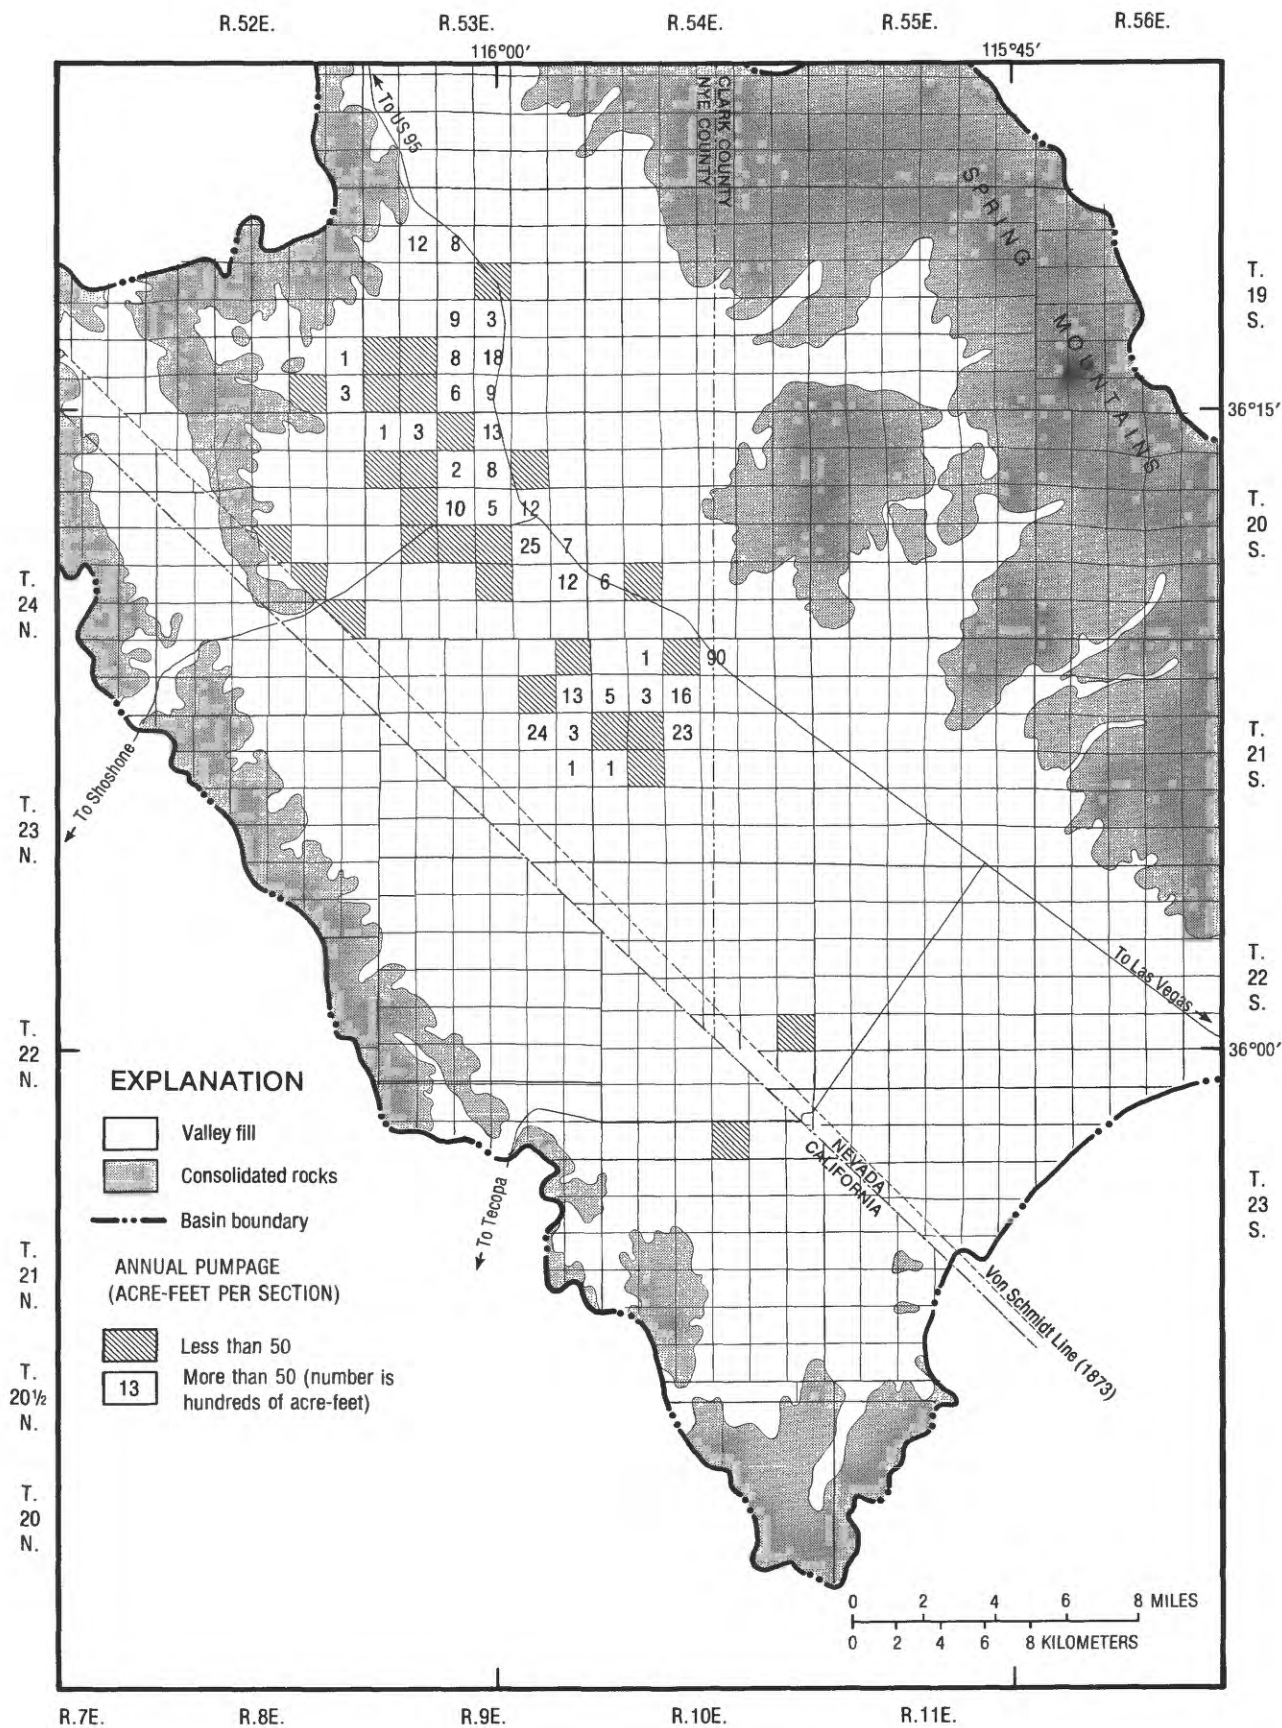 R.52E. R.53E. R.54E. R.55E. R.56E.
116°00′ 115°45′
To US 95
CLARK COUNTY
NYE COUNTY
SPRING
MOUNTAINS
T.
19
S.
36°15′
T.
20
S.
T.
21
S.
T.
22
S.
36°00′
T.
23
S.
12 8
9 3
1 8 18
3 6 9
1 3 13
2 8
10 5 12
25 7
12 6
1 90
13 5 3 16
24 3 23
1 1
T.
24
N.
T.
23
N.
T.
22
N.
T.
21
N.
T.
20½
N.
T.
20
N.
To Shoshone
To Las Vegas
To Tecopa
NEVADA
CALIFORNIA
Von Schmidt Line (1873)
EXPLANATION
Valley fill
Consolidated rocks
Basin boundary
ANNUAL PUMPAGE
(ACRE-FEET PER SECTION)
Less than 50
13 More than 50 (number is
hundreds of acre-feet)
0 2 4 6 8 MILES
0 2 4 6 8 KILOMETERS
R.7E. R.8E. R.9E. R.10E. R.11E.